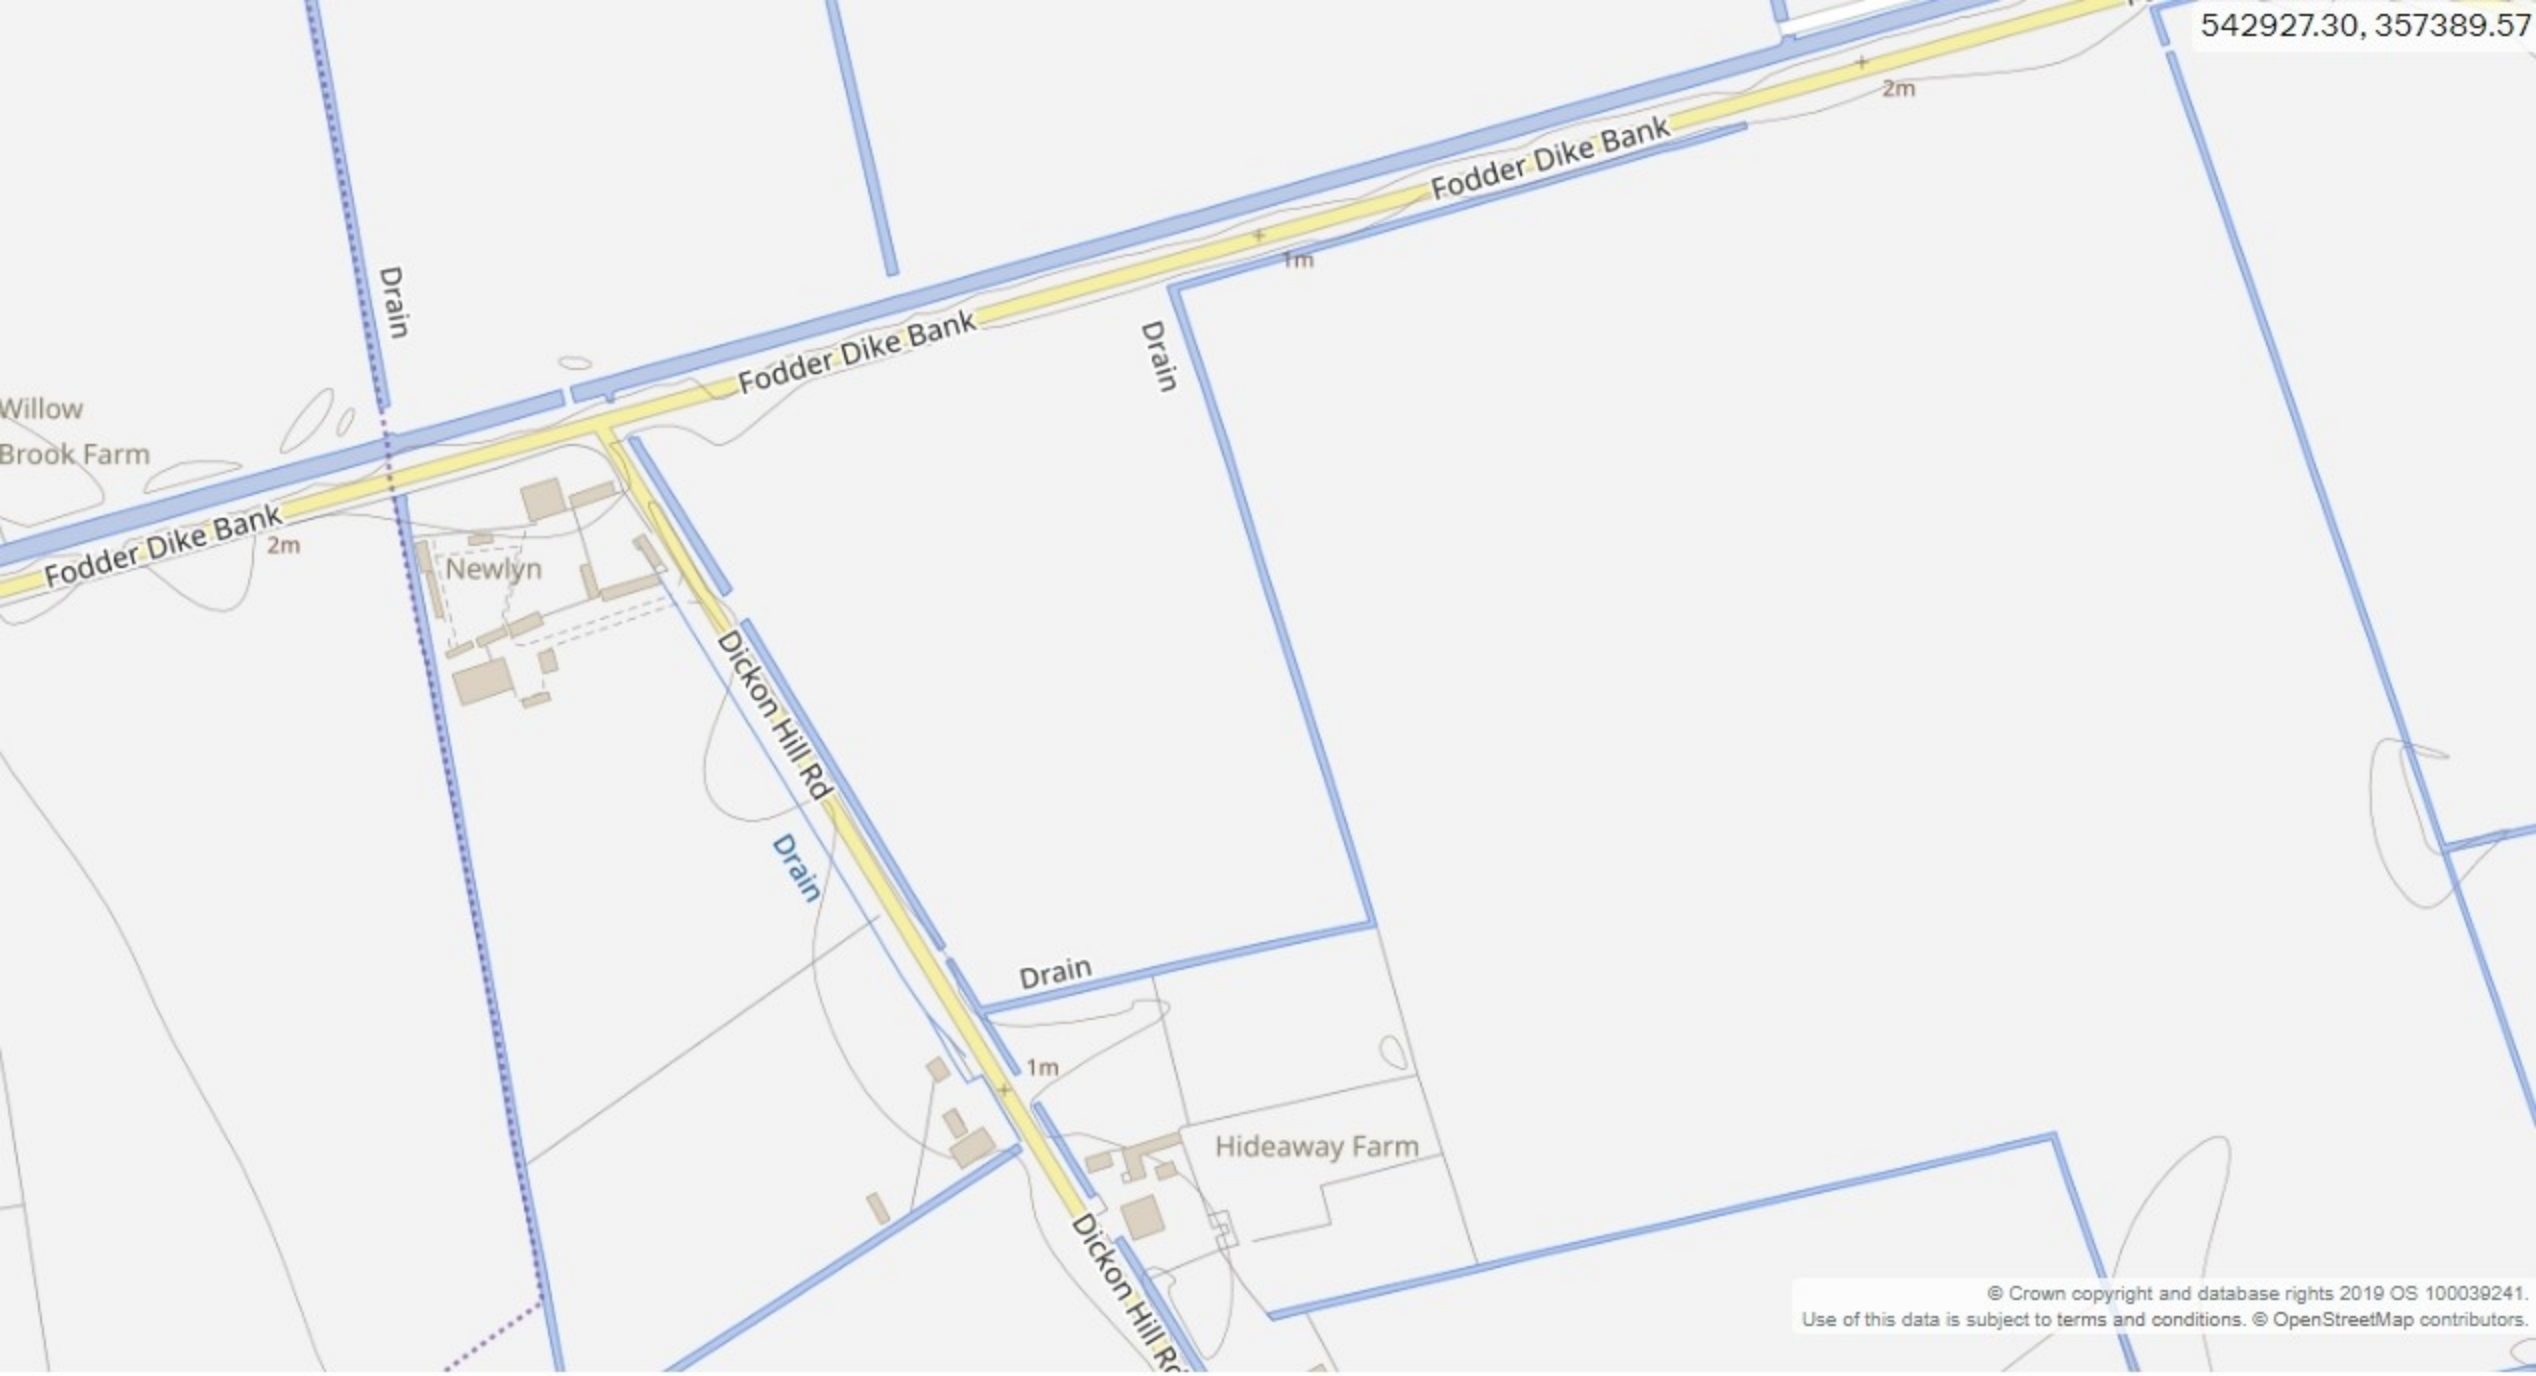 542927.30, 357389.57
2m
Fodder Dike Bank
1m
Drain
Fodder Dike Bank
Drain
Willow
Brook Farm
Fodder Dike Bank
2m
Newlyn
Dickon Hill Rd
Drain
Drain
1m
Hideaway Farm
Dickon Hill Rd
© Crown copyright and database rights 2019 OS 100039241.
Use of this data is subject to terms and conditions. © OpenStreetMap contributors.